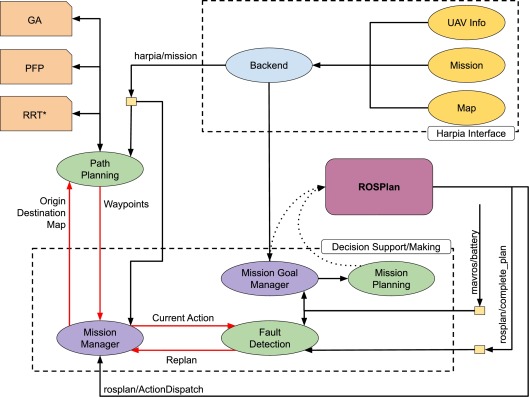 GA
PFP
RRT*
harpia/mission
Backend
UAV Info
Mission
Map
Harpia Interface
Path
Planning
Origin
Destination
Map
Waypoints
ROSPlan
mavros/battery
rosplan/complete_plan
Decision Support/Making
Mission Goal
Manager
Mission
Planning
Mission
Manager
Current Action
Fault
Detection
Replan
rosplan/ActionDispatch